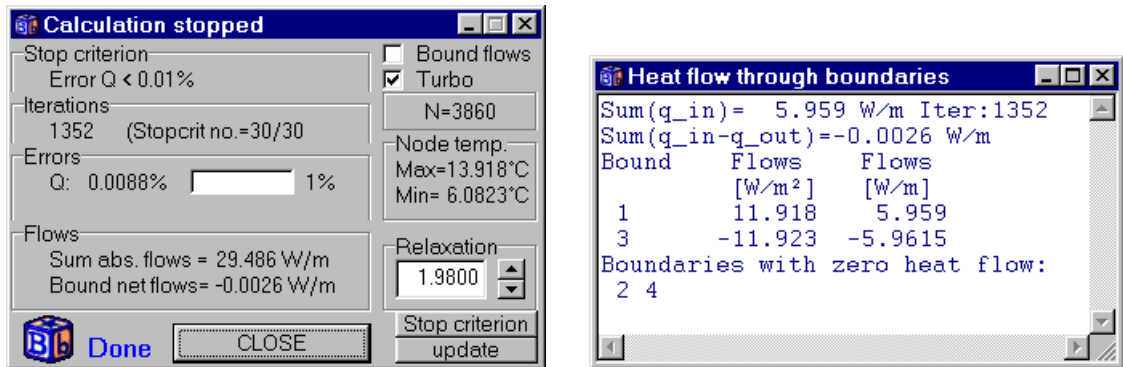 Calculation stopped
Stop criterion
Error Q < 0.01%
Iterations
1352 (Stopcrit no.=30/30
Errors
Q: 0.0088% 1%
Flows
Sum abs. flows = 29.486 W/m
Bound net flows= -0.0026 W/m
Bb Done CLOSE
Bound flows
Turbo
N=3860
Node temp.
Max=13.918°C
Min= 6.0823°C
Relaxation
1.9800
Stop criterion
update
Heat flow through boundaries
Sum(q_in)= 5.959 W/m Iter:1352
Sum(q_in-q_out)=-0.0026 W/m
Bound Flows Flows
[W/m²] [W/m]
1 11.918 5.959
3 -11.923 -5.9615
Boundaries with zero heat flow:
2 4